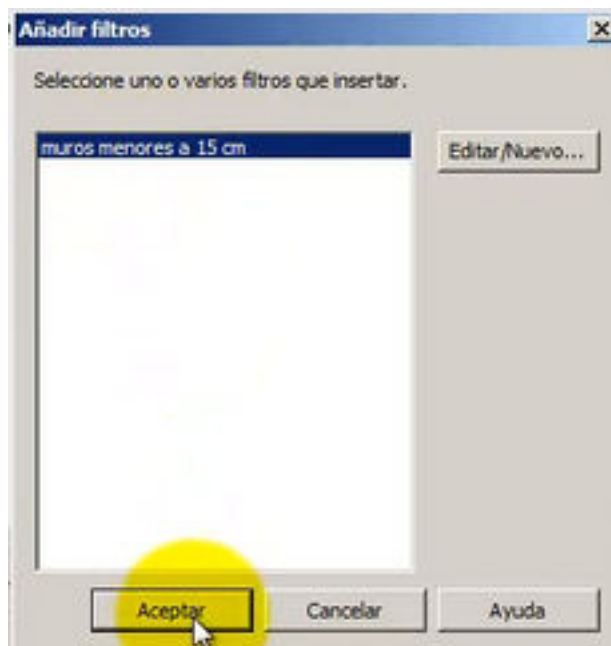 Añadir filtros
Seleccione uno o varios filtros que insertar.
muros menores a 15 cm
Editar/Nuevo...
Aceptar
Cancelar
Ayuda